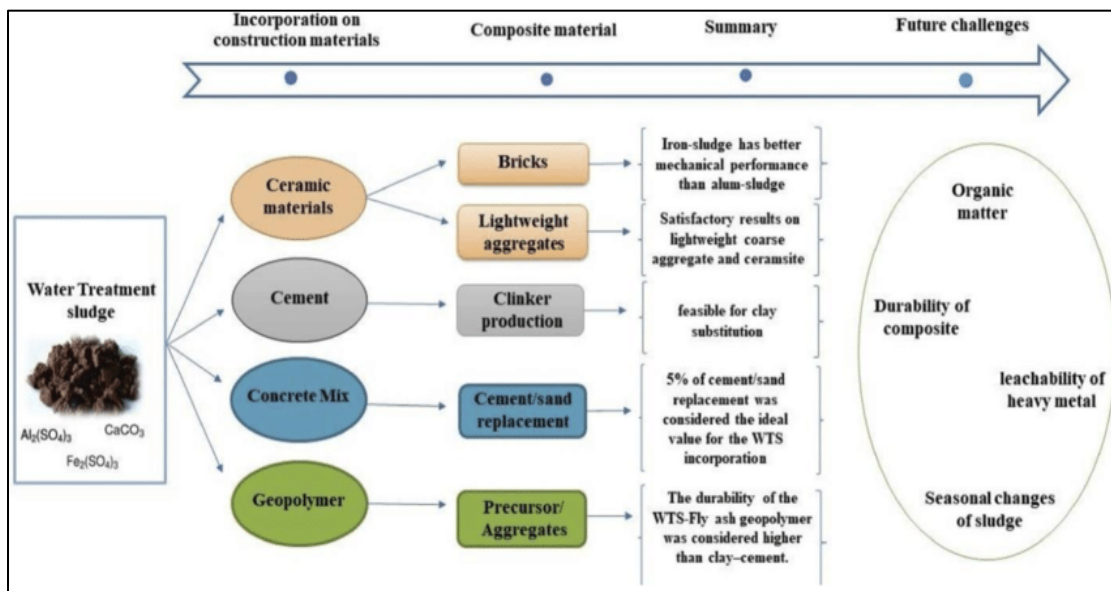 Incorporation on
construction materials
Composite material
Summary
Future challenges
Water Treatment
sludge
Al₂(SO₄)₃
CaCO₃
Fe₂(SO₄)₃
Ceramic
materials
Bricks
Iron-sludge has better
mechanical performance
than alum-sludge
Lightweight
aggregates
Satisfactory results on
lightweight coarse
aggregate and ceramsite
Cement
Clinker
production
feasible for clay
substitution
Concrete Mix
Cement/sand
replacement
5% of cement/sand
replacement was
considered the ideal
value for the WTS
incorporation
Geopolymer
Precursor/
Aggregates
The durability of the
WTS-Fly ash geopolymer
was considered higher
than clay–cement.
Organic
matter
Durability of
composite
leachability of
heavy metal
Seasonal changes
of sludge